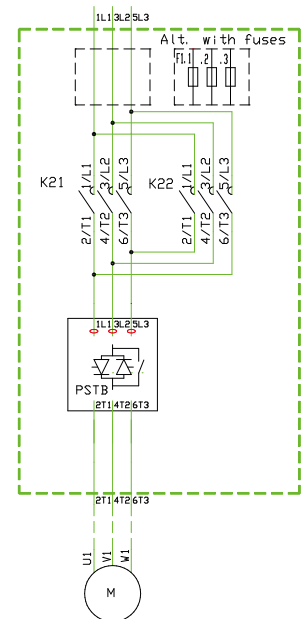 1L1 3L2 5L3
Alt. with fuses
F1.1 .2 .3
K21 1/L1 3/L2 5/L3
K22 1/L1 3/L2 5/L3
2/T1 4/T2 6/T3
2/T1 4/T2 6/T3
1L1 3L2 5L3
PSTB
2T1 4T2 6T3
2T1 4T2 6T3
U1 V1 W1
M